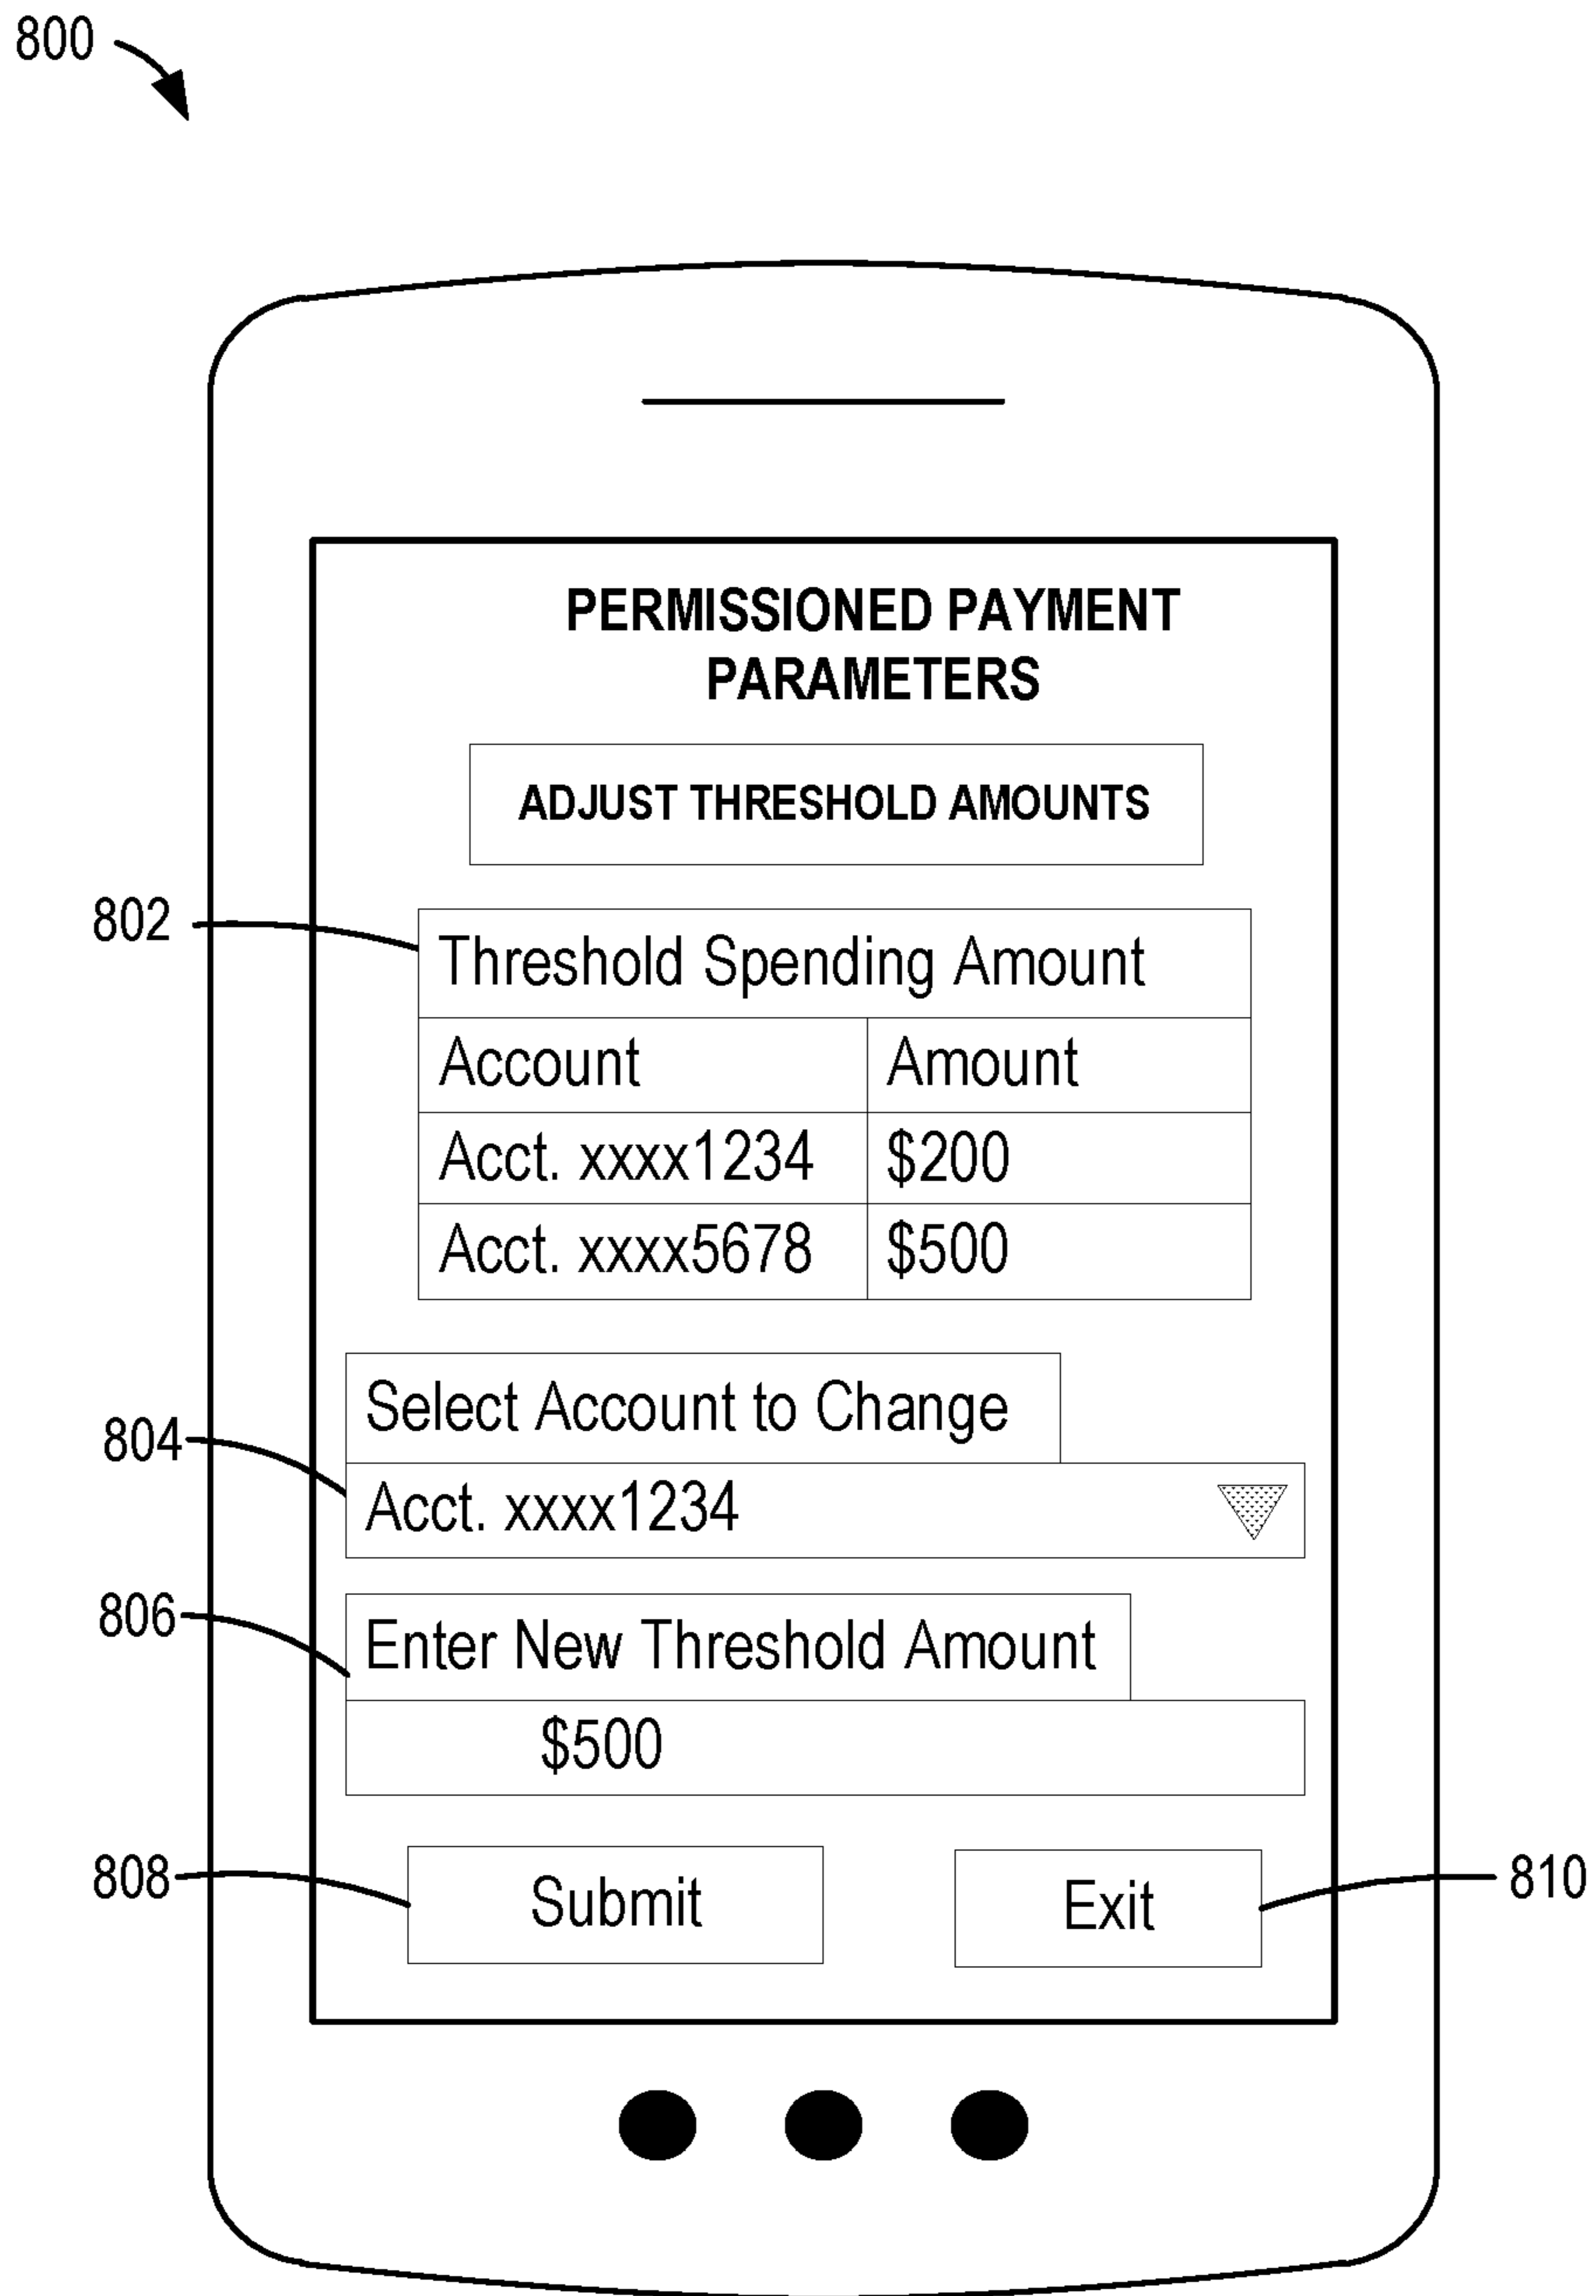 800
PERMISSIONED PAYMENT
PARAMETERS
ADJUST THRESHOLD AMOUNTS
802
Threshold Spending Amount
Account Amount
Acct. xxxx1234 $200
Acct. xxxx5678 $500
Select Account to Change
804
Acct. xxxx1234
806
Enter New Threshold Amount
$500
808
Submit
Exit
810